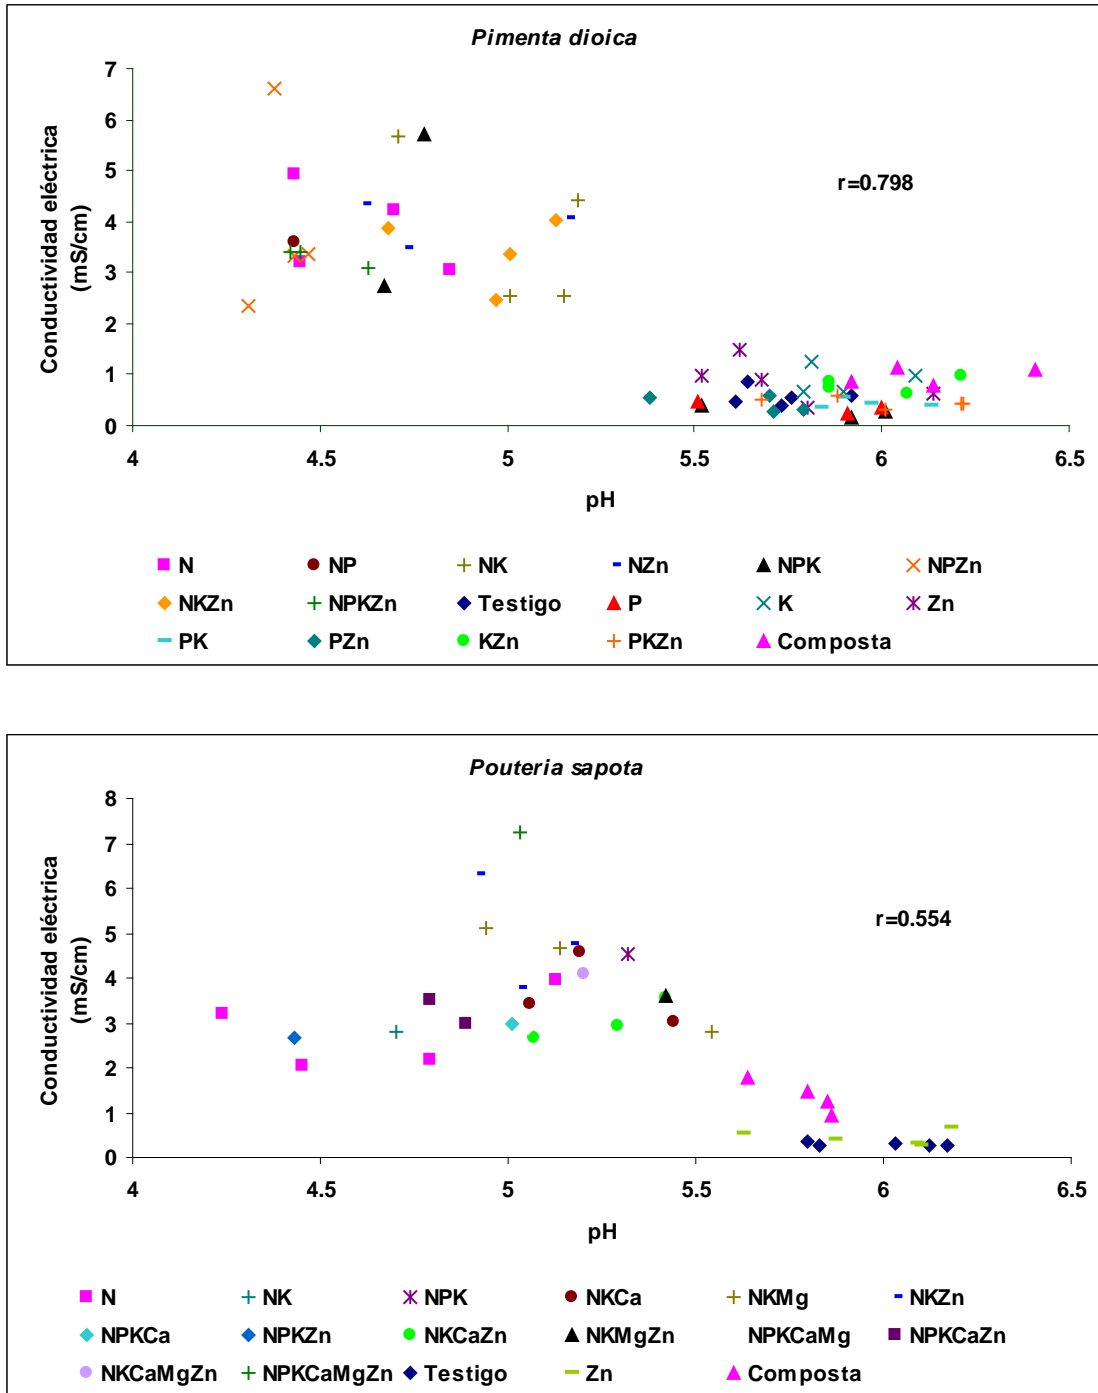 Pimenta dioica
Conductividad eléctrica
(mS/cm)
7
6
5
4
3
2
1
0
r=0.798
4 4.5 5 5.5 6 6.5
pH
N NP NK NZn NPK NPZn
NKZn NPKZn Testigo P K Zn
PK PZn KZn PKZn Composta
Pouteria sapota
Conductividad eléctrica
(mS/cm)
8
7
6
5
4
3
2
1
0
r=0.554
4 4.5 5 5.5 6 6.5
pH
N NK NPK NKCa NKMg NKZn
NPKCa NPKZn NKCaZn NKMgZn NPKCaMg NPKCaZn
NKCaMgZn NPKCaMgZn Testigo Zn Composta